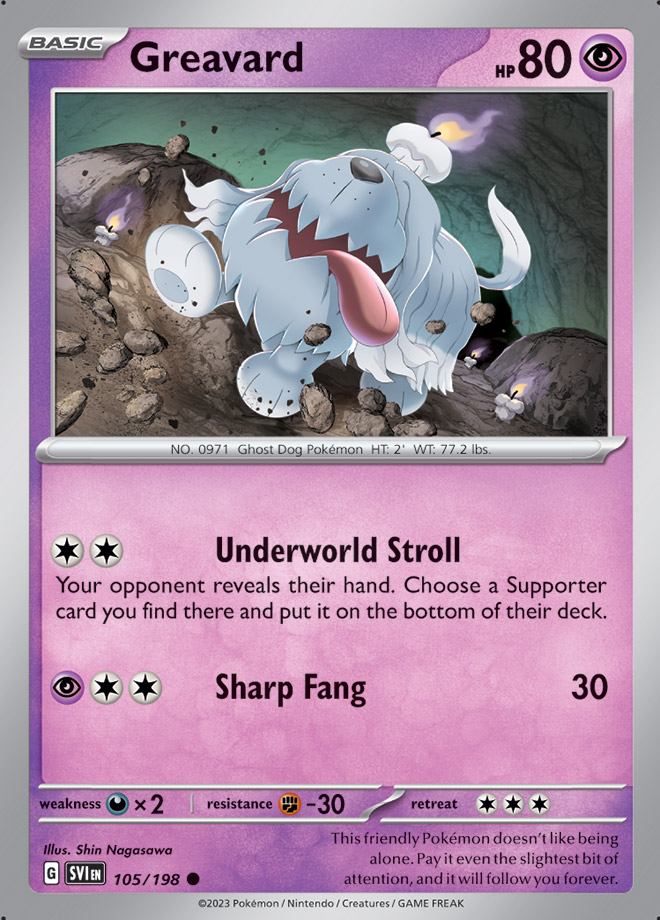 BASIC
Greavard
HP 80
NO. 0971 Ghost Dog Pokémon HT: 2' WT: 77.2 lbs.
Underworld Stroll
Your opponent reveals their hand. Choose a Supporter
card you find there and put it on the bottom of their deck.
Sharp Fang 30
weakness ×2 resistance -30 retreat
Illus. Shin Nagasawa
G SVI EN 105/198
This friendly Pokémon doesn't like being
alone. Pay it even the slightest bit of
attention, and it will follow you forever.
©2023 Pokémon / Nintendo / Creatures / GAME FREAK